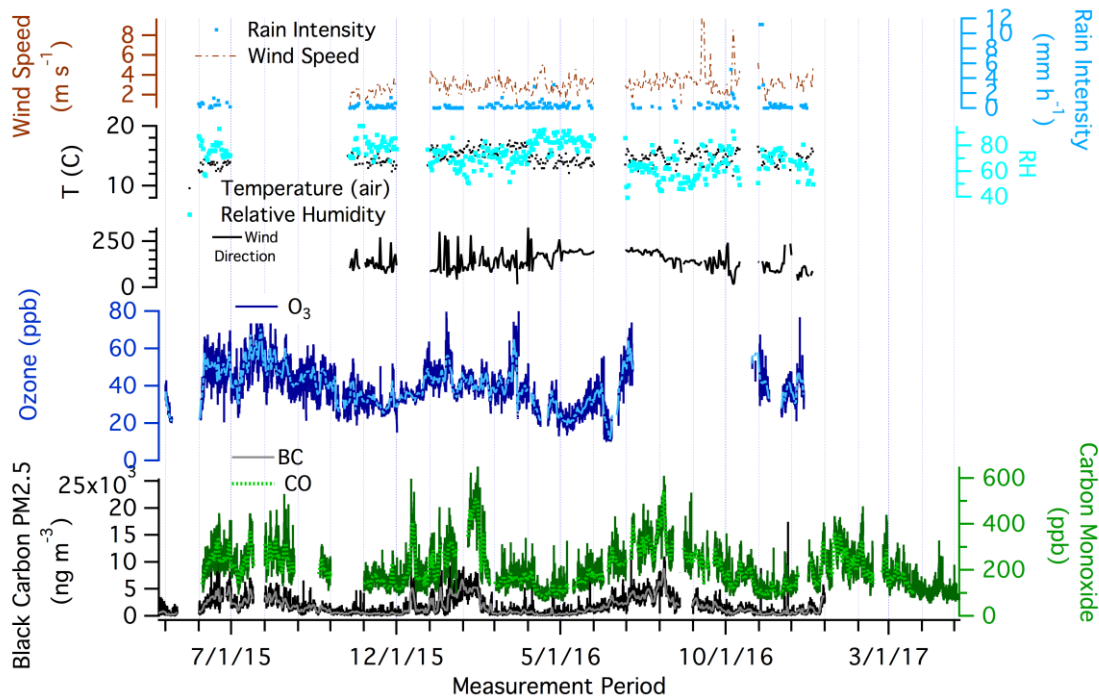 Wind Speed
(m s⁻¹)
8
6
4
2
Rain Intensity
Wind Speed
12
10
8
6
4
2
0
Rain Intensity
(mm h⁻¹)
T (C)
20
10
Temperature (air)
Relative Humidity
80
60
40
RH
250
0
Wind
Direction
Ozone (ppb)
80
60
40
20
0
O₃
Black Carbon PM2.5
(ng m⁻³)
25x10³
20
15
10
5
0
BC
CO
600
400
200
0
Carbon Monoxide
(ppb)
7/1/15 12/1/15 5/1/16 10/1/16 3/1/17
Measurement Period